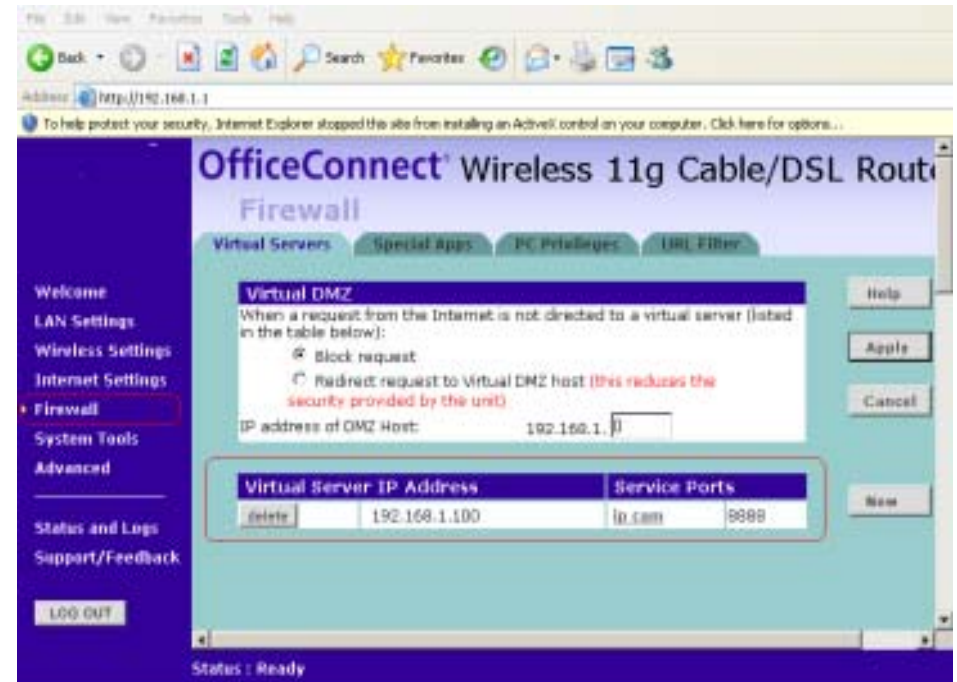 File Edit View Favorites Tools Help
Back Search Favorites
Address http://192.168.1.1
To help protect your security, Internet Explorer stopped this site from installing an ActiveX control on your computer. Click here for options...
OfficeConnect Wireless 11g Cable/DSL Route
Firewall
Virtual Servers Special Apps PC Privileges URL Filter
Welcome
LAN Settings
Wireless Settings
Internet Settings
Firewall
System Tools
Advanced
Status and Logs
Support/Feedback
LOG OUT
Virtual DMZ
When a request from the Internet is not directed to a virtual server (listed
in the table below):
Block request
Redirect request to Virtual DMZ host (this reduces the
security provided by the unit)
IP address of DMZ Host: 192.168.1. 0
Virtual Server IP Address Service Ports
delete 192.168.1.100 ip cam
Help
Apply
Cancel
New
Status : Ready